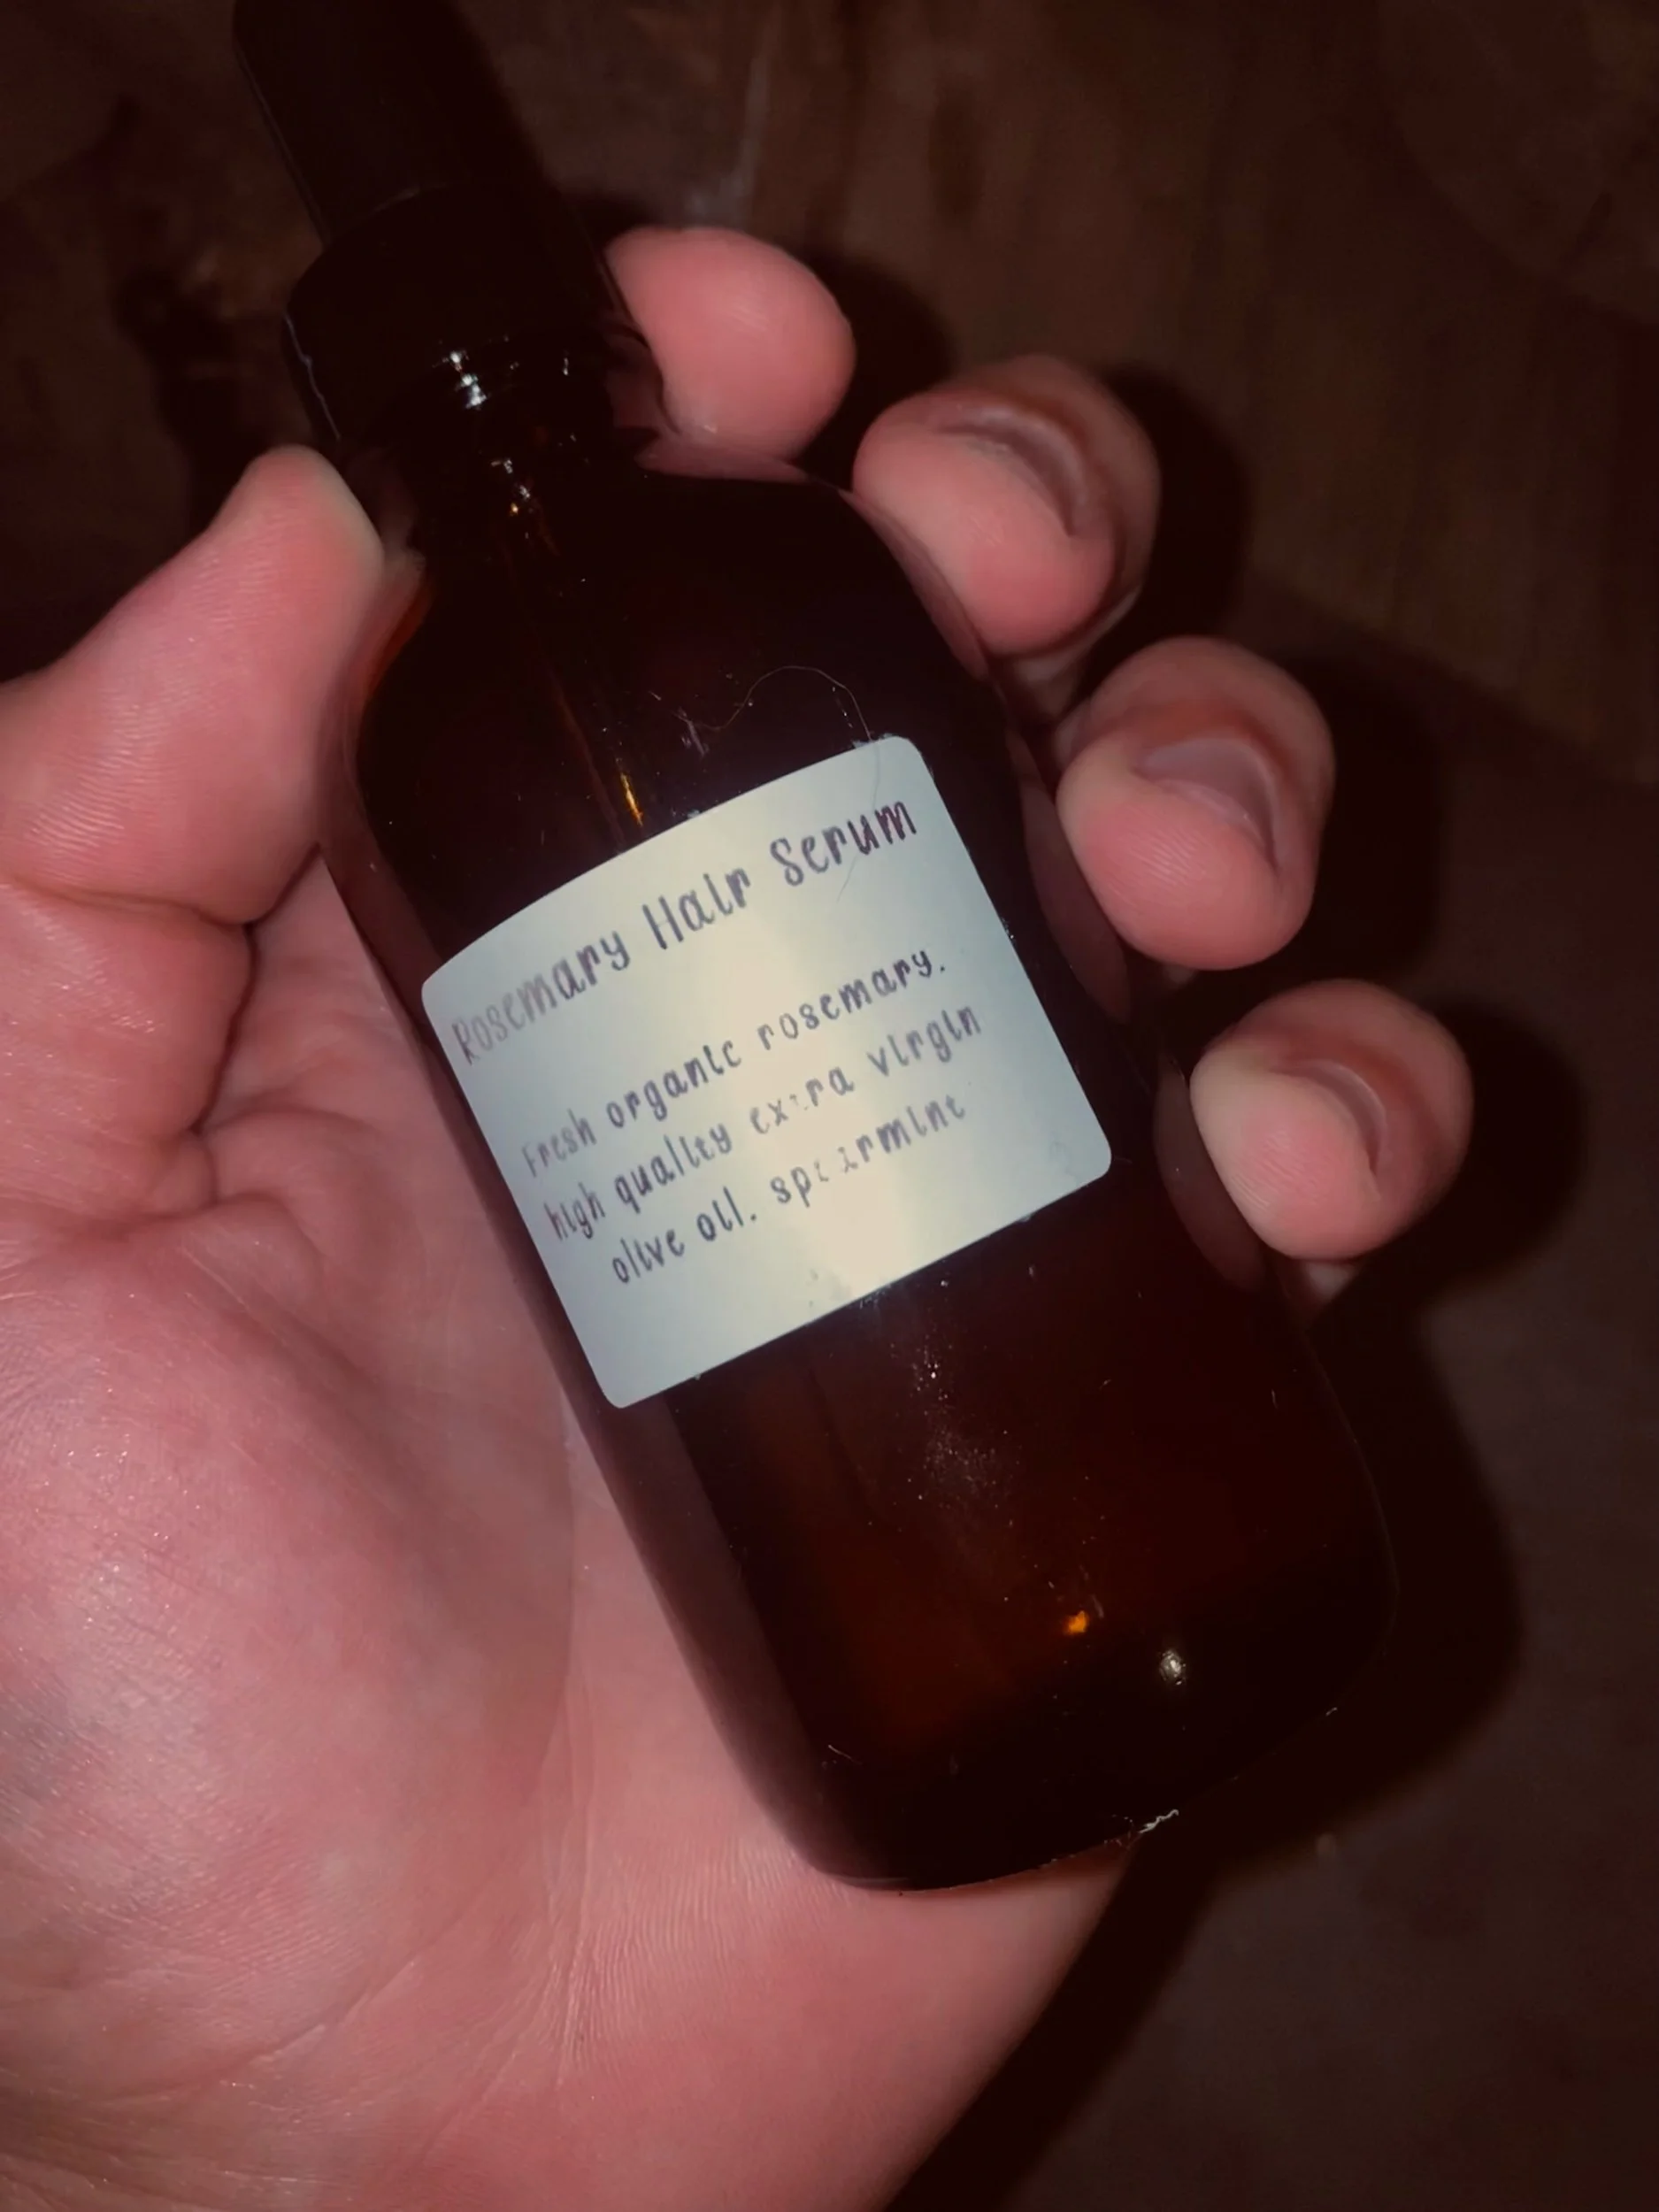 Rosemary Hair Serum
Fresh organic rosemary,
high quality extra virgin
olive oil, spearmint